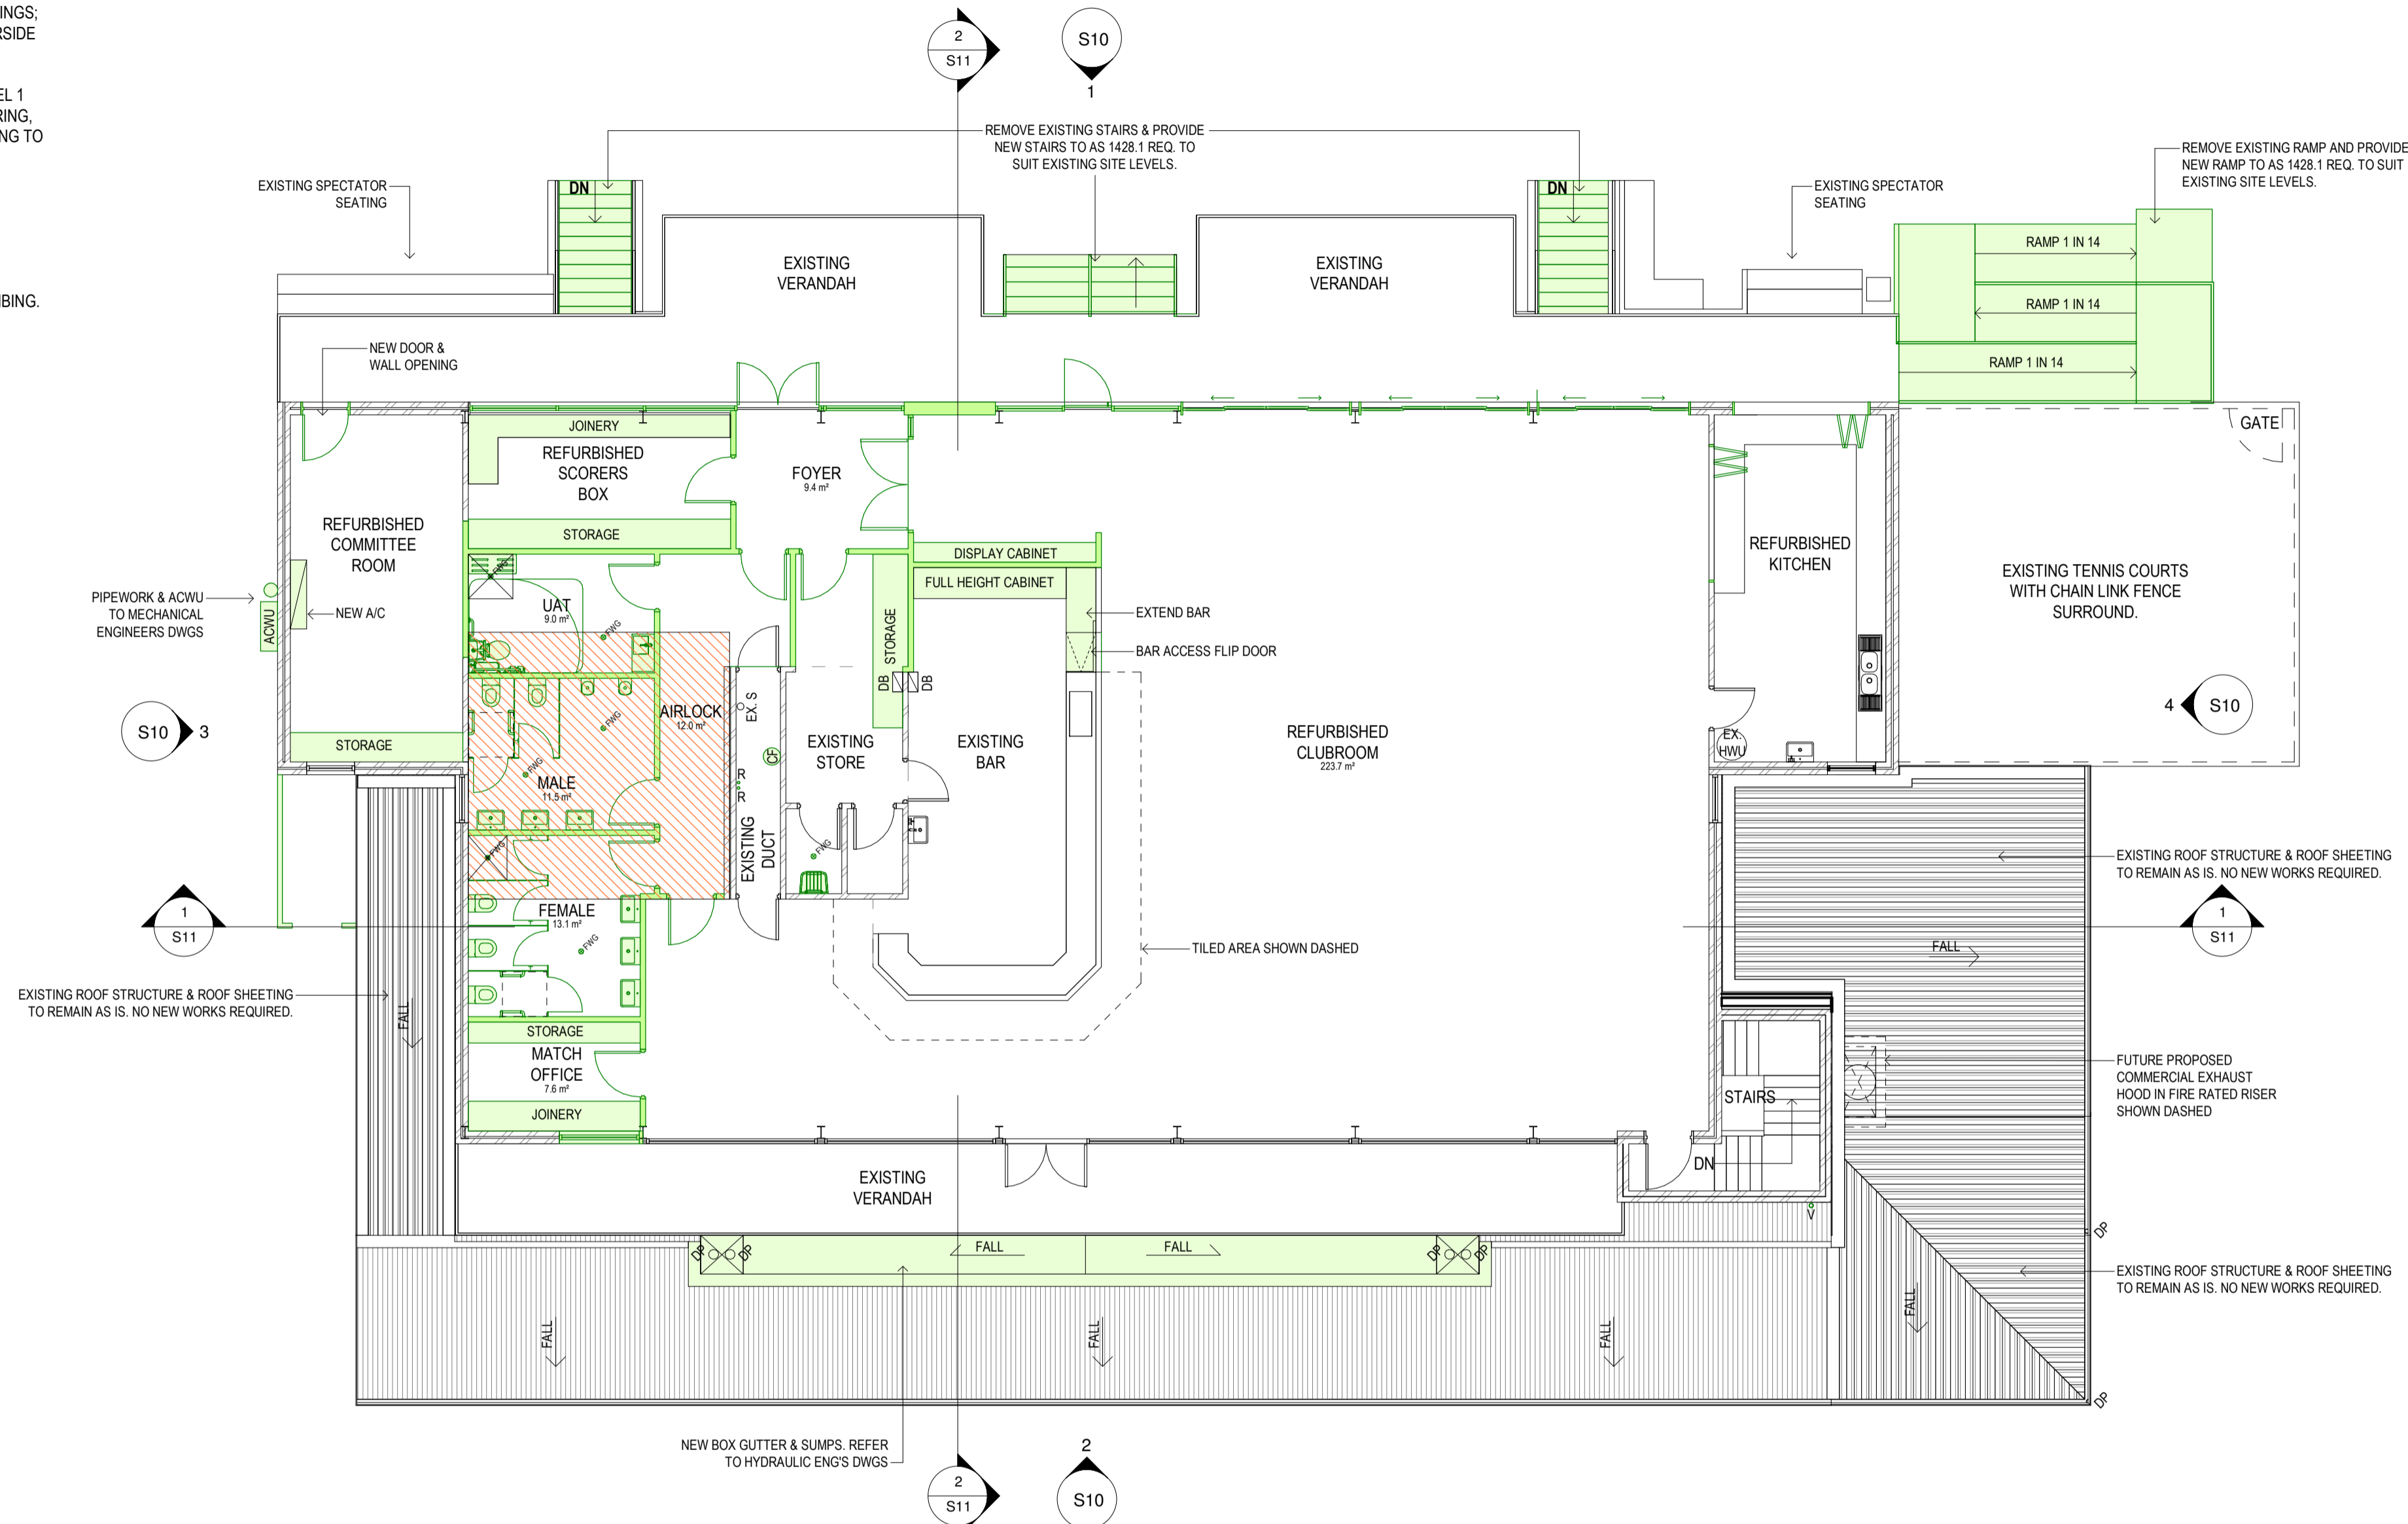 INGS;
RSIDE
EL 1
RING,
NG TO
BING.
2
S11
S10
1
REMOVE EXISTING STAIRS & PROVIDE
NEW STAIRS TO AS 1428.1 REQ. TO
SUIT EXISTING SITE LEVELS.
REMOVE EXISTING RAMP AND PROVIDE
NEW RAMP TO AS 1428.1 REQ. TO SUIT
EXISTING SITE LEVELS.
EXISTING SPECTATOR
SEATING
DN
DN
EXISTING SPECTATOR
SEATING
EXISTING
VERANDAH
EXISTING
VERANDAH
RAMP 1 IN 14
RAMP 1 IN 14
RAMP 1 IN 14
NEW DOOR &
WALL OPENING
GATE
JOINERY
REFURBISHED
SCORERS
BOX
STORAGE
FOYER
9.4 m²
REFURBISHED
COMMITTEE
ROOM
DISPLAY CABINET
FULL HEIGHT CABINET
REFURBISHED
KITCHEN
EXISTING TENNIS COURTS
WITH CHAIN LINK FENCE
SURROUND.
PIPEWORK & ACWU
TO MECHANICAL
ENGINEERS DWGS
ACWU
NEW A/C
FWG
UAT
9.0 m²
FWG
STORAGE
EXTEND BAR
BAR ACCESS FLIP DOOR
DB
DB
S10
3
4
S10
STORAGE
AIRLOCK
12.0 m²
FWG
EX. S
CF
EXISTING
STORE
EXISTING
BAR
REFURBISHED
CLUBROOM
223.7 m²
EX.
HWU
FWG
MALE
11.5 m²
R
R
EXISTING
DUCT
FWG
FWG
EXISTING ROOF STRUCTURE & ROOF SHEETING
TO REMAIN AS IS. NO NEW WORKS REQUIRED.
1
S11
FEMALE
13.1 m²
FWG
1
S11
FALL
TILED AREA SHOWN DASHED
EXISTING ROOF STRUCTURE & ROOF SHEETING
TO REMAIN AS IS. NO NEW WORKS REQUIRED.
FALL
STORAGE
MATCH
OFFICE
7.6 m²
JOINERY
STAIRS
FUTURE PROPOSED
COMMERCIAL EXHAUST
HOOD IN FIRE RATED RISER
SHOWN DASHED
DN
EXISTING
VERANDAH
V
DP
DP
FALL
FALL
DP
DP
DP
EXISTING ROOF STRUCTURE & ROOF SHEETING
TO REMAIN AS IS. NO NEW WORKS REQUIRED.
FALL
FALL
FALL
FALL
DP
NEW BOX GUTTER & SUMPS. REFER
TO HYDRAULIC ENG'S DWGS
2
S11
2
S10